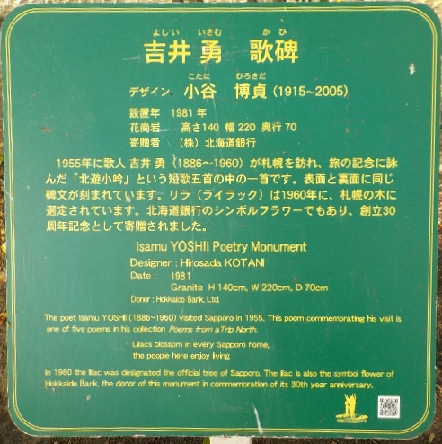 よしい いさむ かひ
吉井 勇 歌碑
こたに ひろさだ
デザイン 小谷 博貞 (1915~2005)
設置年 1981年
花崗岩 高さ140 幅220 奥行70
寄贈者 (株)北海道銀行
1955年に歌人 吉井 勇 (1886~1960) が札幌を訪れ、旅の記念に詠
んだ「北遊小吟」という短歌五首の中の一首です。表面と裏面に同じ
碑文が刻まれています。リラ(ライラック)は1960年に、札幌の木に
選定されています。北海道銀行のシンボルフラワーでもあり、創立30
周年記念として寄贈されました。
Isamu YOSHII Poetry Monument
Designer : Hirosada KOTANI
Date : 1981
Granite H 140cm, W 220cm, D 70cm
Donor : Hokkaido Bank, Ltd.
The poet Isamu YOSHII (1886~1960) visited Sapporo in 1955. This poem commemorating his visit is
one of five poems in his collection Poems from a Trip North.
Lilacs blossom in every Sapporo home,
the people here enjoy living.
In 1960 the lilac was designated the official tree of Sapporo. The lilac is also the symbol flower of
Hokkaido Bank, the donor of this monument in commemoration of its 30th year anniversary.